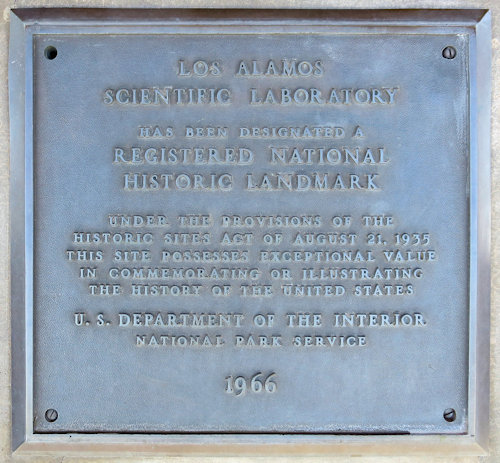 LOS ALAMOS
SCIENTIFIC LABORATORY
HAS BEEN DESIGNATED A
REGISTERED NATIONAL
HISTORIC LANDMARK
UNDER THE PROVISIONS OF THE
HISTORIC SITES ACT OF AUGUST 21, 1935
THIS SITE POSSESSES EXCEPTIONAL VALUE
IN COMMEMORATING OR ILLUSTRATING
THE HISTORY OF THE UNITED STATES
U. S. DEPARTMENT OF THE INTERIOR
NATIONAL PARK SERVICE
1966